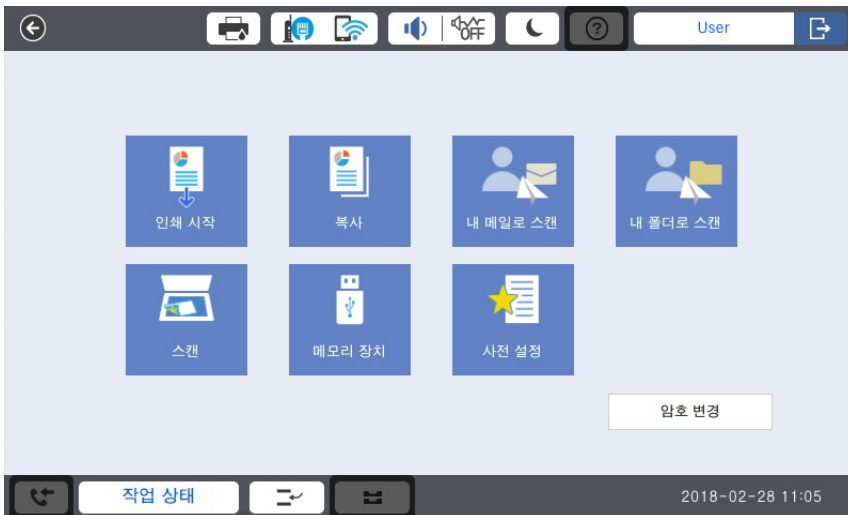 OFF
User
인쇄 시작
복사
내 메일로 스캔
내 폴더로 스캔
스캔
메모리 장치
사전 설정
암호 변경
작업 상태
2018-02-28 11:05